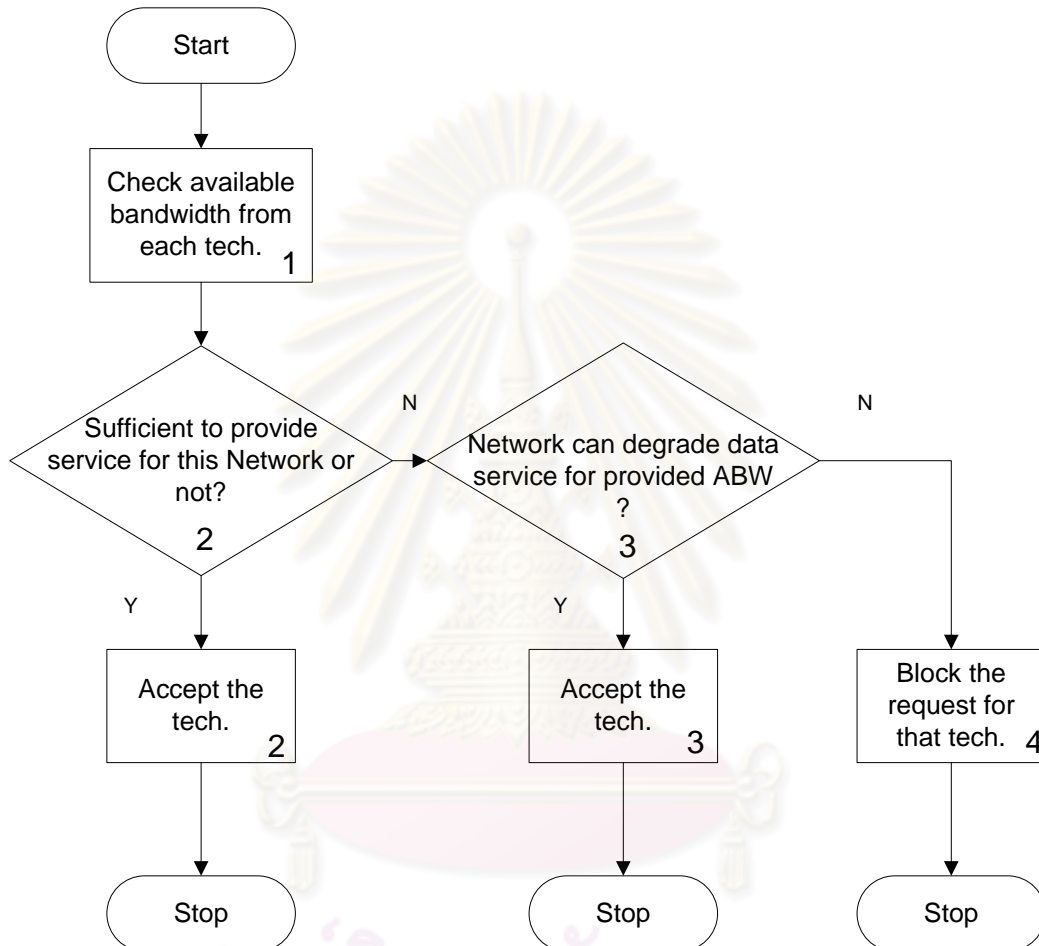 Start
Check available
bandwidth from
each tech.
1
Sufficient to provide
service for this Network or
not?
2
N
Network can degrade data
service for provided ABW
?
3
N
Y
Y
Accept the
tech.
2
Accept the
tech.
3
Block the
request for
that tech.
4
Stop
Stop
Stop